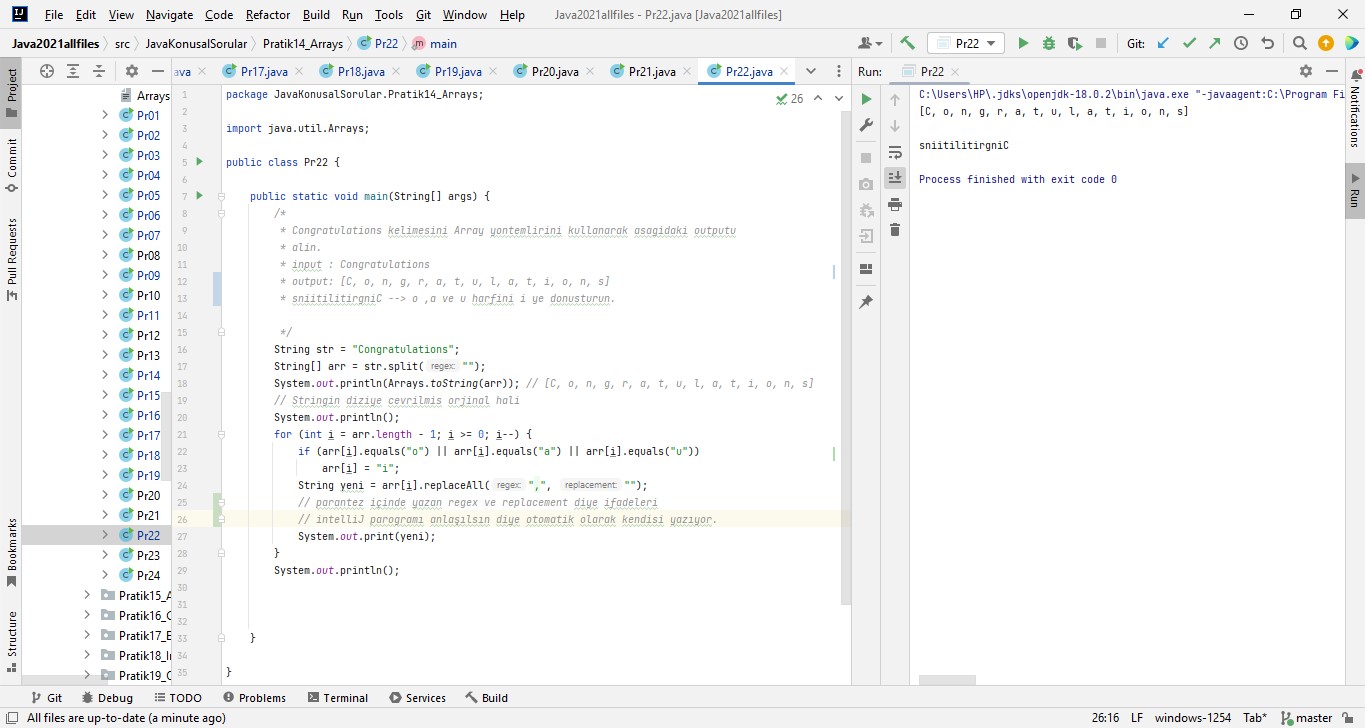 File Edit View Navigate Code Refactor Build Run Tools Git Window Help Java2021allfiles - Pr22.java [Java2021allfiles]
Java2021allfiles src JavaKonusalSorular Pratik14_Arrays Pr22 main Pr22 Git:
Project
Commit
Pull Requests
Bookmarks
Structure
Arrays
Pr01
Pr02
Pr03
Pr04
Pr05
Pr06
Pr07
Pr08
Pr09
Pr10
Pr11
Pr12
Pr13
Pr14
Pr15
Pr16
Pr17
Pr18
Pr19
Pr20
Pr21
Pr22
Pr23
Pr24
Pratik15_A
Pratik16_C
Pratik17_E
Pratik18_I
Pratik19_C
ava Pr17.java Pr18.java Pr19.java Pr20.java Pr21.java Pr22.java
26
1 package JavaKonusalSorular.Pratik14_Arrays;
2
3 import java.util.Arrays;
4
5 public class Pr22 {
6
7 public static void main(String[] args) {
8 /*
9 * Congratulations kelimesini Array yontemlirini kullanarak asagidaki outputu
10 * alin.
11 * input : Congratulations
12 * output: [C, o, n, g, r, a, t, u, l, a, t, i, o, n, s]
13 * sniitilitirgniC --> o ,a ve u harfini i ye donusturun.
14
15 */
16 String str = "Congratulations";
17 String[] arr = str.split( regex: "");
18 System.out.println(Arrays.toString(arr)); // [C, o, n, g, r, a, t, u, l, a, t, i, o, n, s]
19 // Stringin diziye cevrilmis orjinal hali
20 System.out.println();
21 for (int i = arr.length - 1; i >= 0; i--) {
22 if (arr[i].equals("o") || arr[i].equals("a") || arr[i].equals("u"))
23 arr[i] = "i";
24 String yeni = arr[i].replaceAll( regex: ",", replacement: "");
25 // parantez içinde yazan regex ve replacement diye ifadeleri
26 // intelliJ parogramı anlaşılsın diye otomatik olarak kendisi yazıyor.
27 System.out.print(yeni);
28 }
29 System.out.println();
30
31
32
33 }
34
35 }
Run: Pr22
C:\Users\HP\.jdks\openjdk-18.0.2\bin\java.exe "-javaagent:C:\Program Fi
[C, o, n, g, r, a, t, u, l, a, t, i, o, n, s]
sniitilitirgniC
Process finished with exit code 0
Notifications
Run
Git Debug TODO Problems Terminal Services Build
All files are up-to-date (a minute ago) 26:16 LF windows-1254 Tab* master